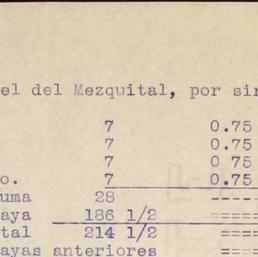 el del Mezquital, por sin
7 0.75
7 0.75
7 0 75
o. 7 0.75
uma 28 -----
aya 186 1/2 =====
tal 214 1/2 =====
ayas anteriores ====